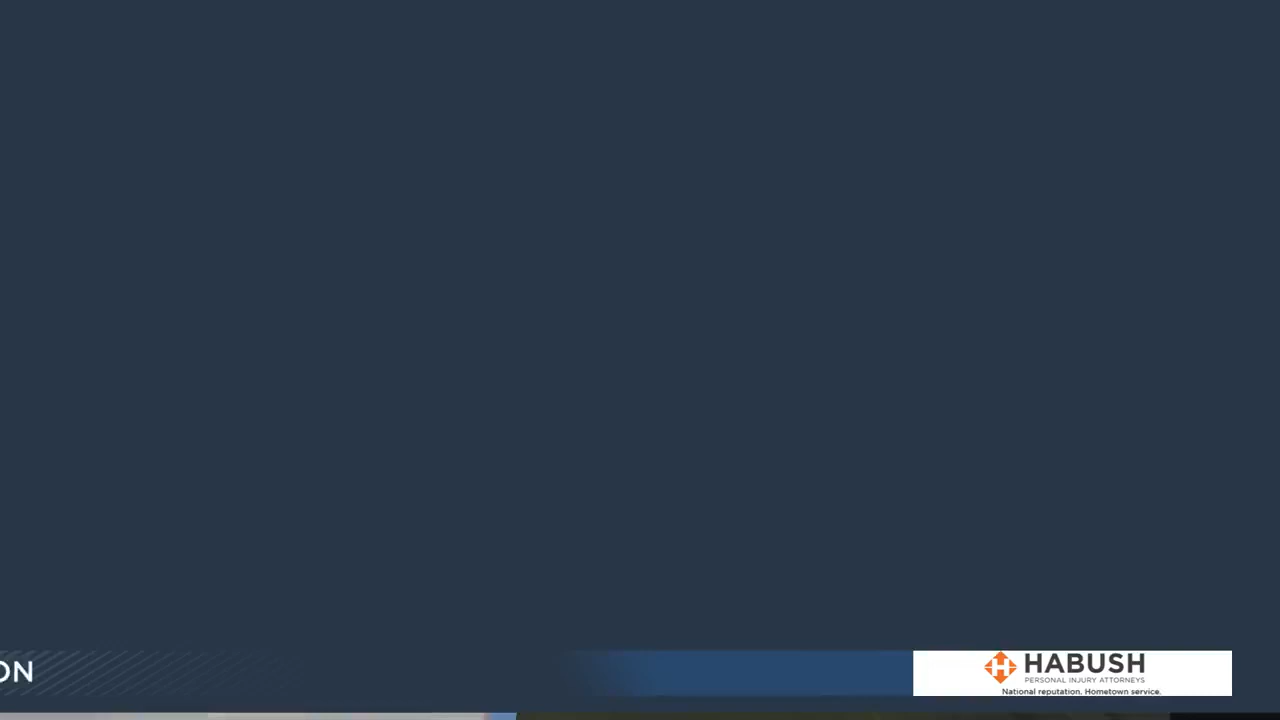 ON
HABUSH
PERSONAL INJURY ATTORNEYS
National reputation. Hometown service.